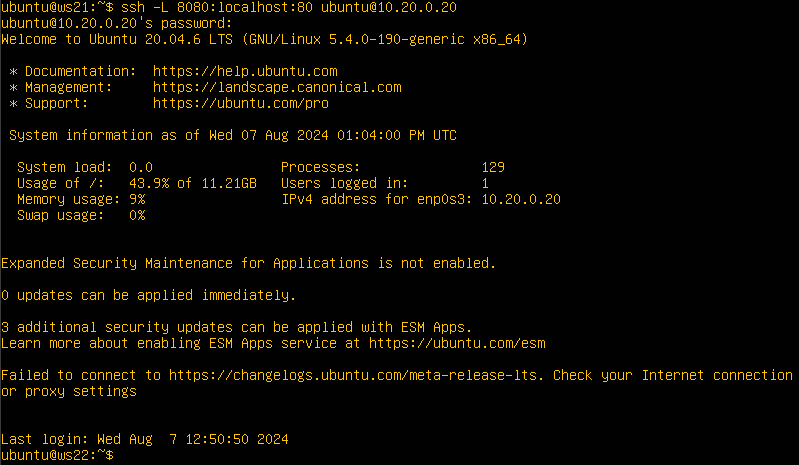 ubuntu@ws21:~$ ssh -L 8080:localhost:80 ubuntu@10.20.0.20
ubuntu@10.20.0.20's password:
Welcome to Ubuntu 20.04.6 LTS (GNU/Linux 5.4.0-190-generic x86_64)
* Documentation:  https://help.ubuntu.com
* Management:     https://landscape.canonical.com
* Support:        https://ubuntu.com/pro
System information as of Wed 07 Aug 2024 01:04:00 PM UTC
System load:  0.0                Processes:               129
Usage of /:   43.9% of 11.21GB   Users logged in:         1
Memory usage: 9%                 IPv4 address for enp0s3: 10.20.0.20
Swap usage:   0%
Expanded Security Maintenance for Applications is not enabled.
0 updates can be applied immediately.
3 additional security updates can be applied with ESM Apps.
Learn more about enabling ESM Apps service at https://ubuntu.com/esm
Failed to connect to https://changelogs.ubuntu.com/meta-release-lts. Check your Internet connection
or proxy settings
Last login: Wed Aug  7 12:50:50 2024
ubuntu@ws22:~$